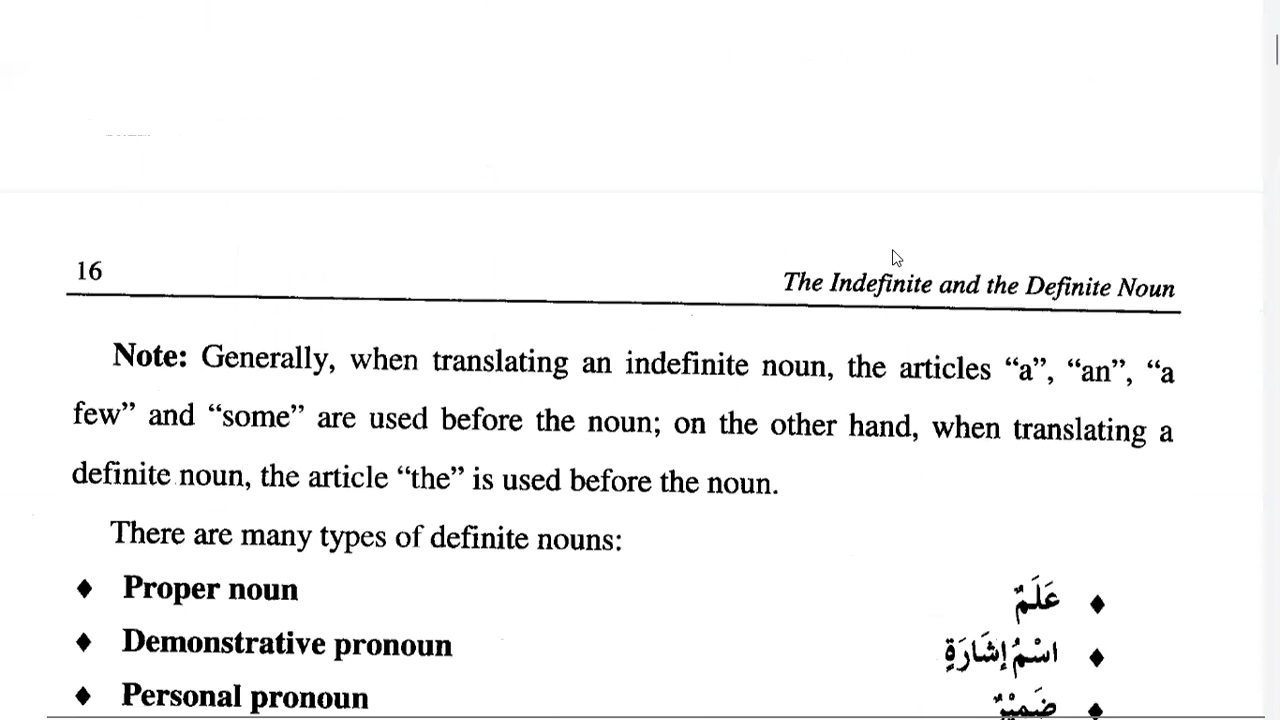 16
The Indefinite and the Definite Noun
Note: Generally, when translating an indefinite noun, the articles “a”, “an”, “a
few” and “some” are used before the noun; on the other hand, when translating a
definite noun, the article “the” is used before the noun.
There are many types of definite nouns:
♦ Proper noun ♦ عَلَمٌ
♦ Demonstrative pronoun ♦ اسْمُ إِشَارَةٍ
♦ Personal pronoun ♦ ضَمِيْرٌ